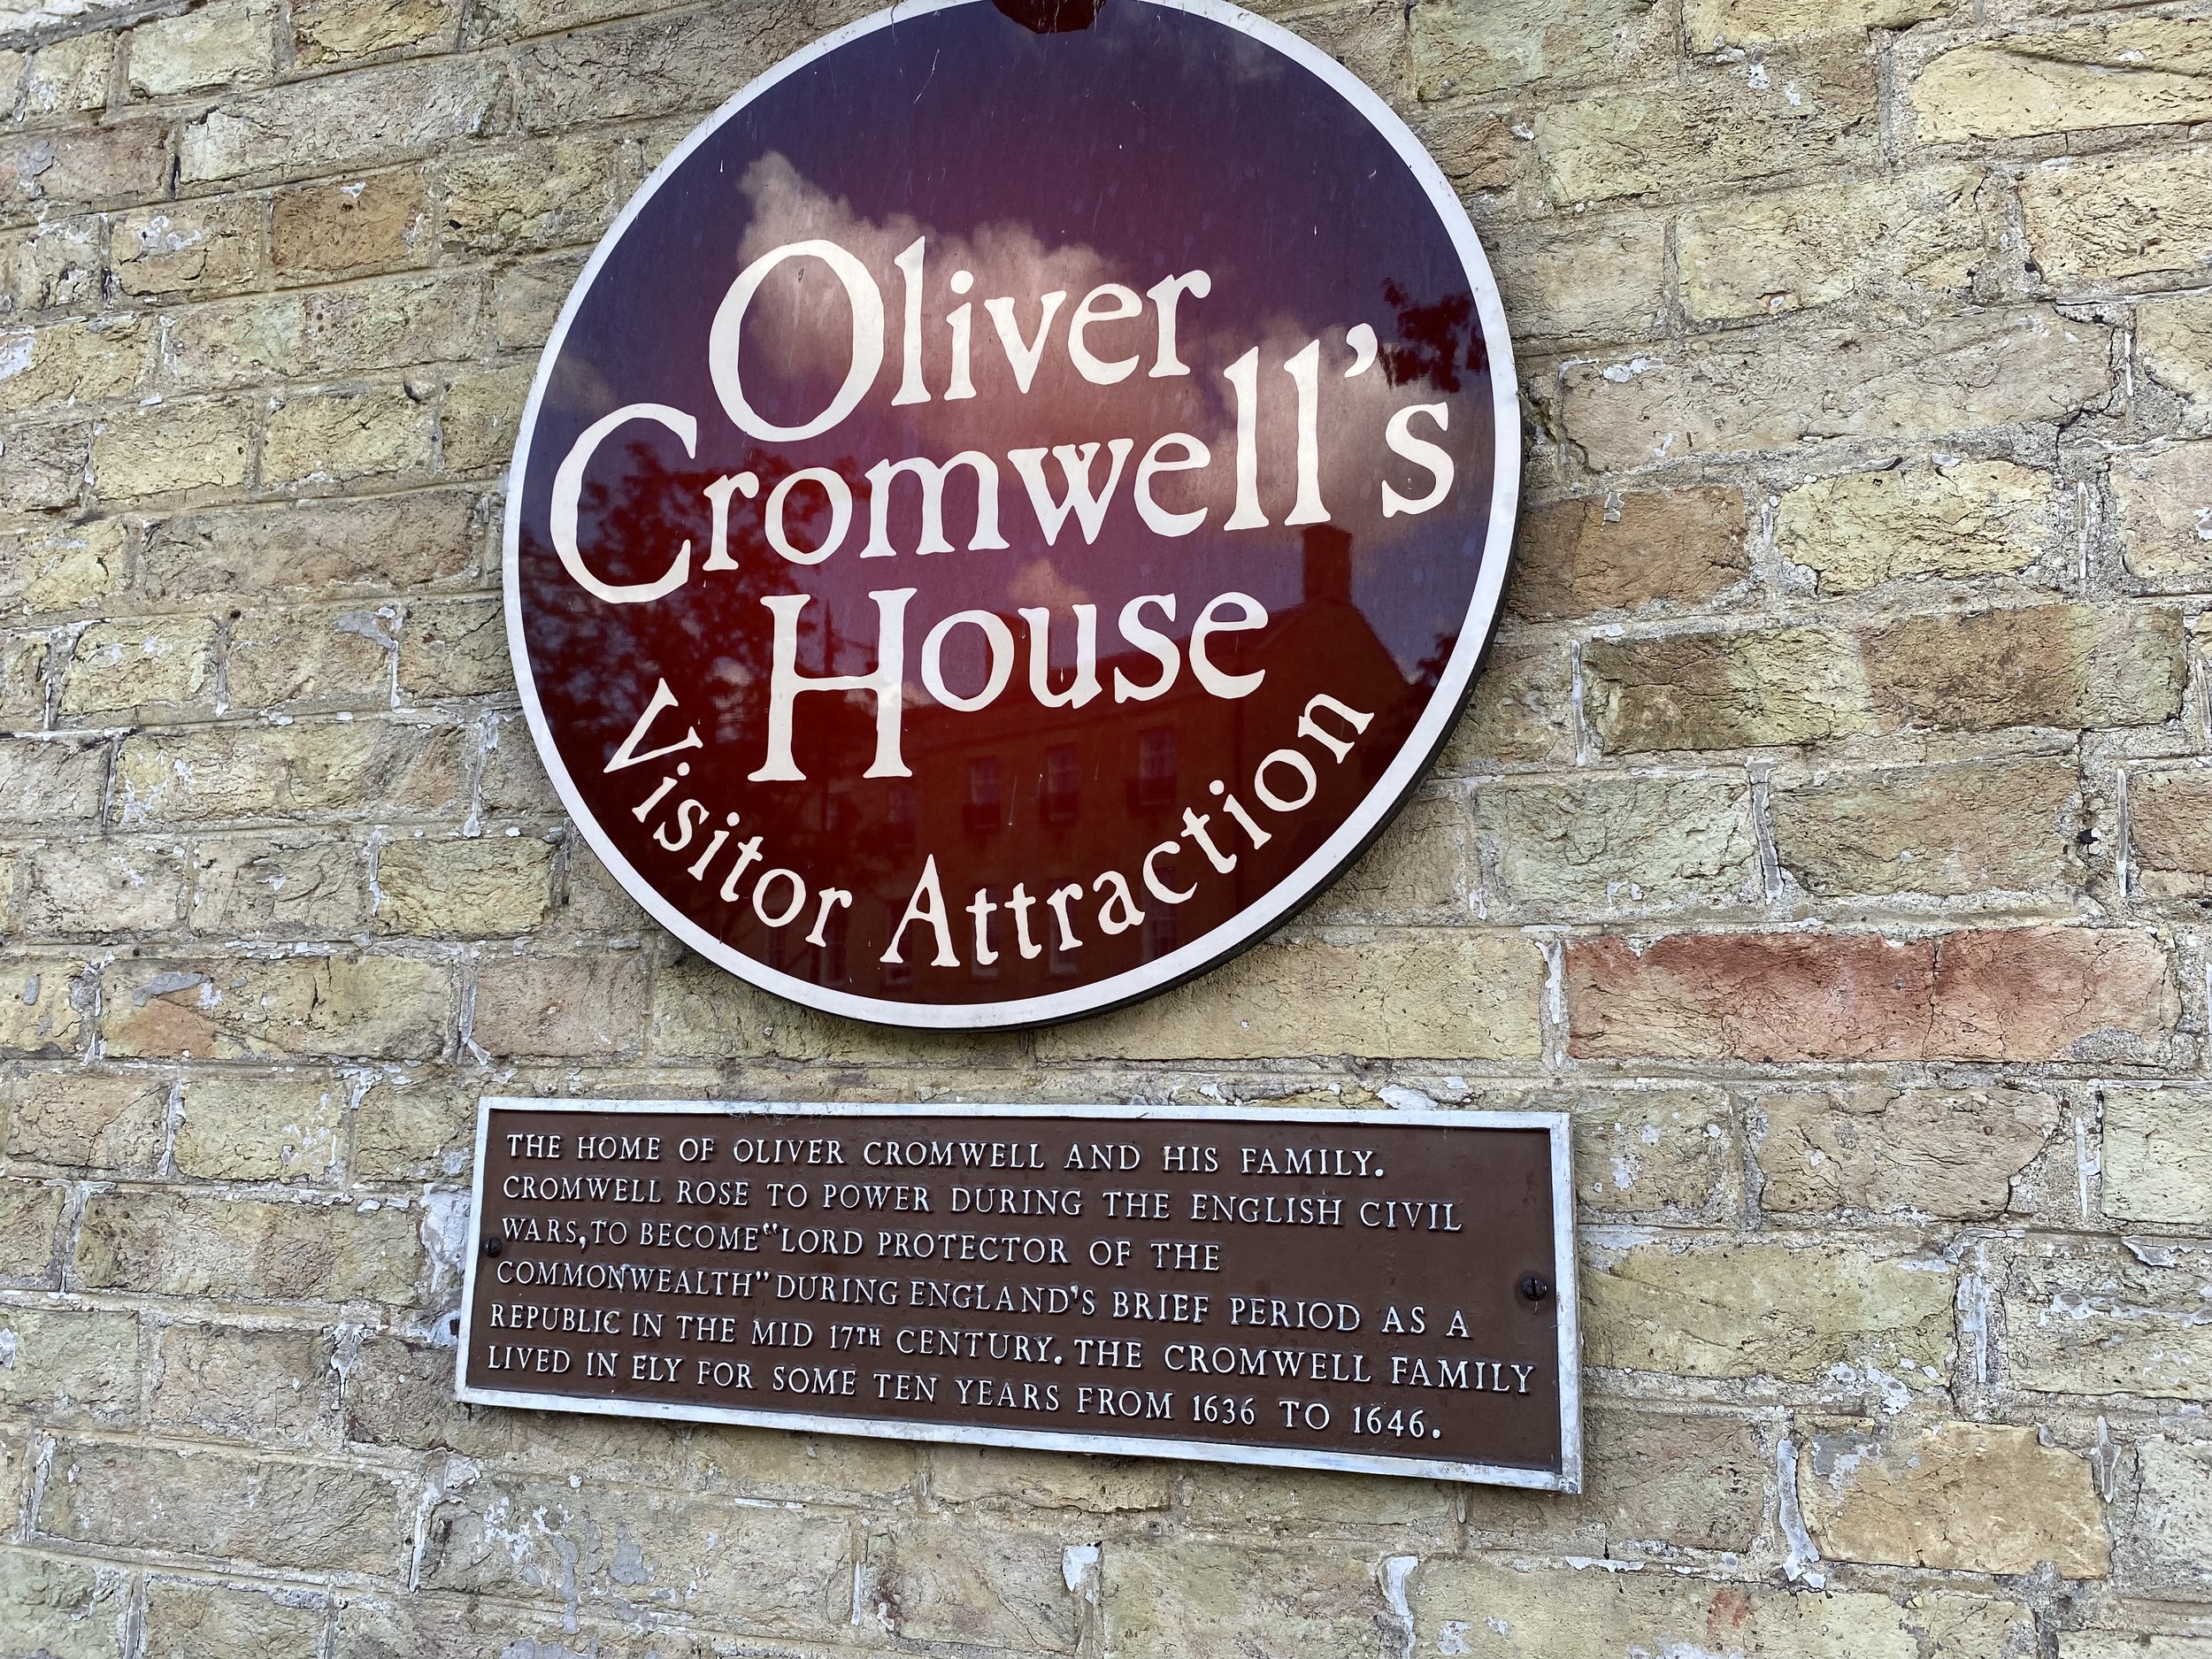 Oliver
Cromwell's
House
Visitor Attraction
THE HOME OF OLIVER CROMWELL AND HIS FAMILY.
CROMWELL ROSE TO POWER DURING THE ENGLISH CIVIL
WARS, TO BECOME "LORD PROTECTOR OF THE
COMMONWEALTH" DURING ENGLAND'S BRIEF PERIOD AS A
REPUBLIC IN THE MID 17TH CENTURY. THE CROMWELL FAMILY
LIVED IN ELY FOR SOME TEN YEARS FROM 1636 TO 1646.